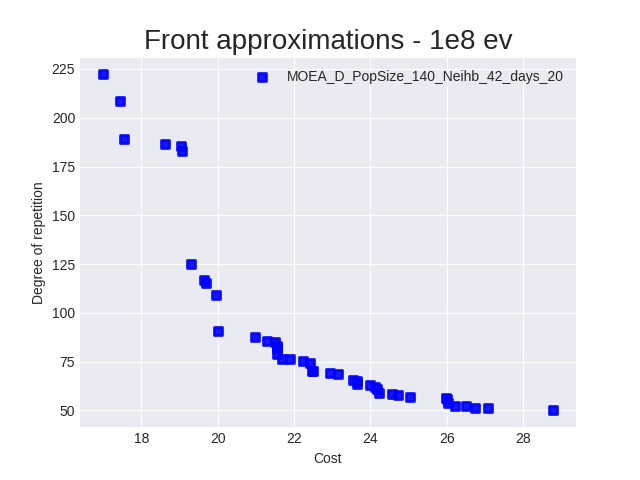 Front approximations - 1e8 ev
MOEA_D_PopSize_140_Neihb_42_days_20
Degree of repetition
225
200
175
150
125
100
75
50
18 20 22 24 26 28
Cost